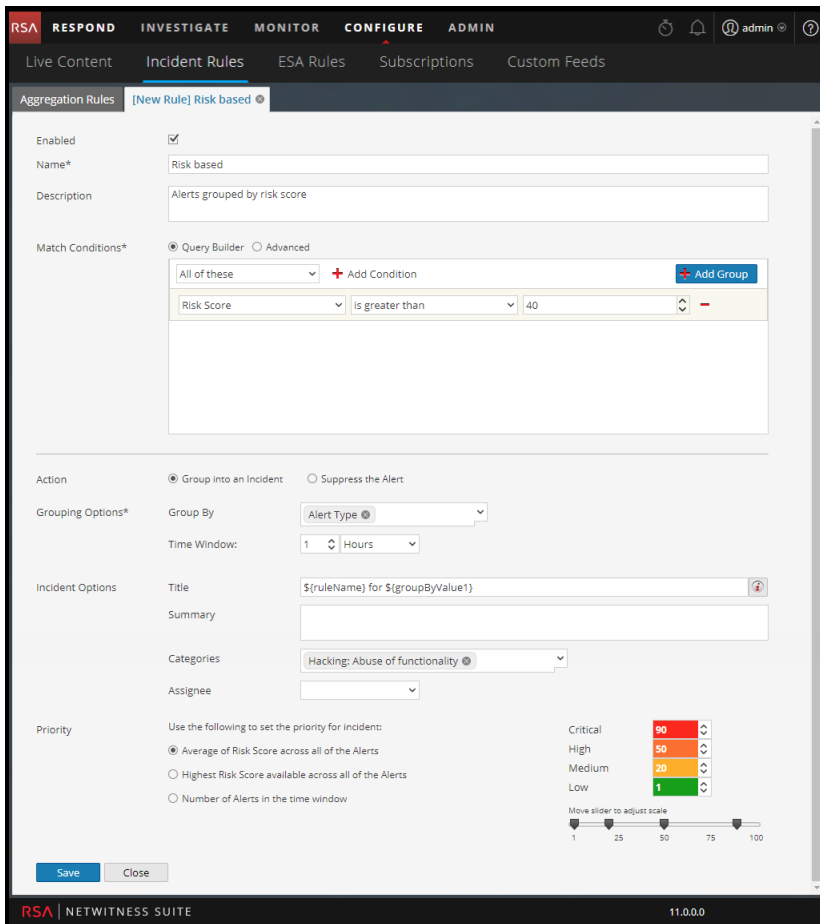 RSA RESPOND INVESTIGATE MONITOR CONFIGURE ADMIN admin
Live Content Incident Rules ESA Rules Subscriptions Custom Feeds
Aggregation Rules [New Rule] Risk based
Enabled
Name* Risk based
Description Alerts grouped by risk score
Match Conditions* Query Builder Advanced
All of these Add Condition Add Group
Risk Score is greater than 40
Action Group into an Incident Suppress the Alert
Grouping Options* Group By Alert Type
Time Window: 1 Hours
Incident Options Title ${ruleName} for ${groupByValue1}
Summary
Categories Hacking: Abuse of functionality
Assignee
Priority Use the following to set the priority for incident: Critical 90
Average of Risk Score across all of the Alerts High 50
Highest Risk Score available across all of the Alerts Medium 20
Number of Alerts in the time window Low 1
Move slider to adjust scale
1 25 50 75 100
Save Close
RSA NETWITNESS SUITE 11.0.0.0